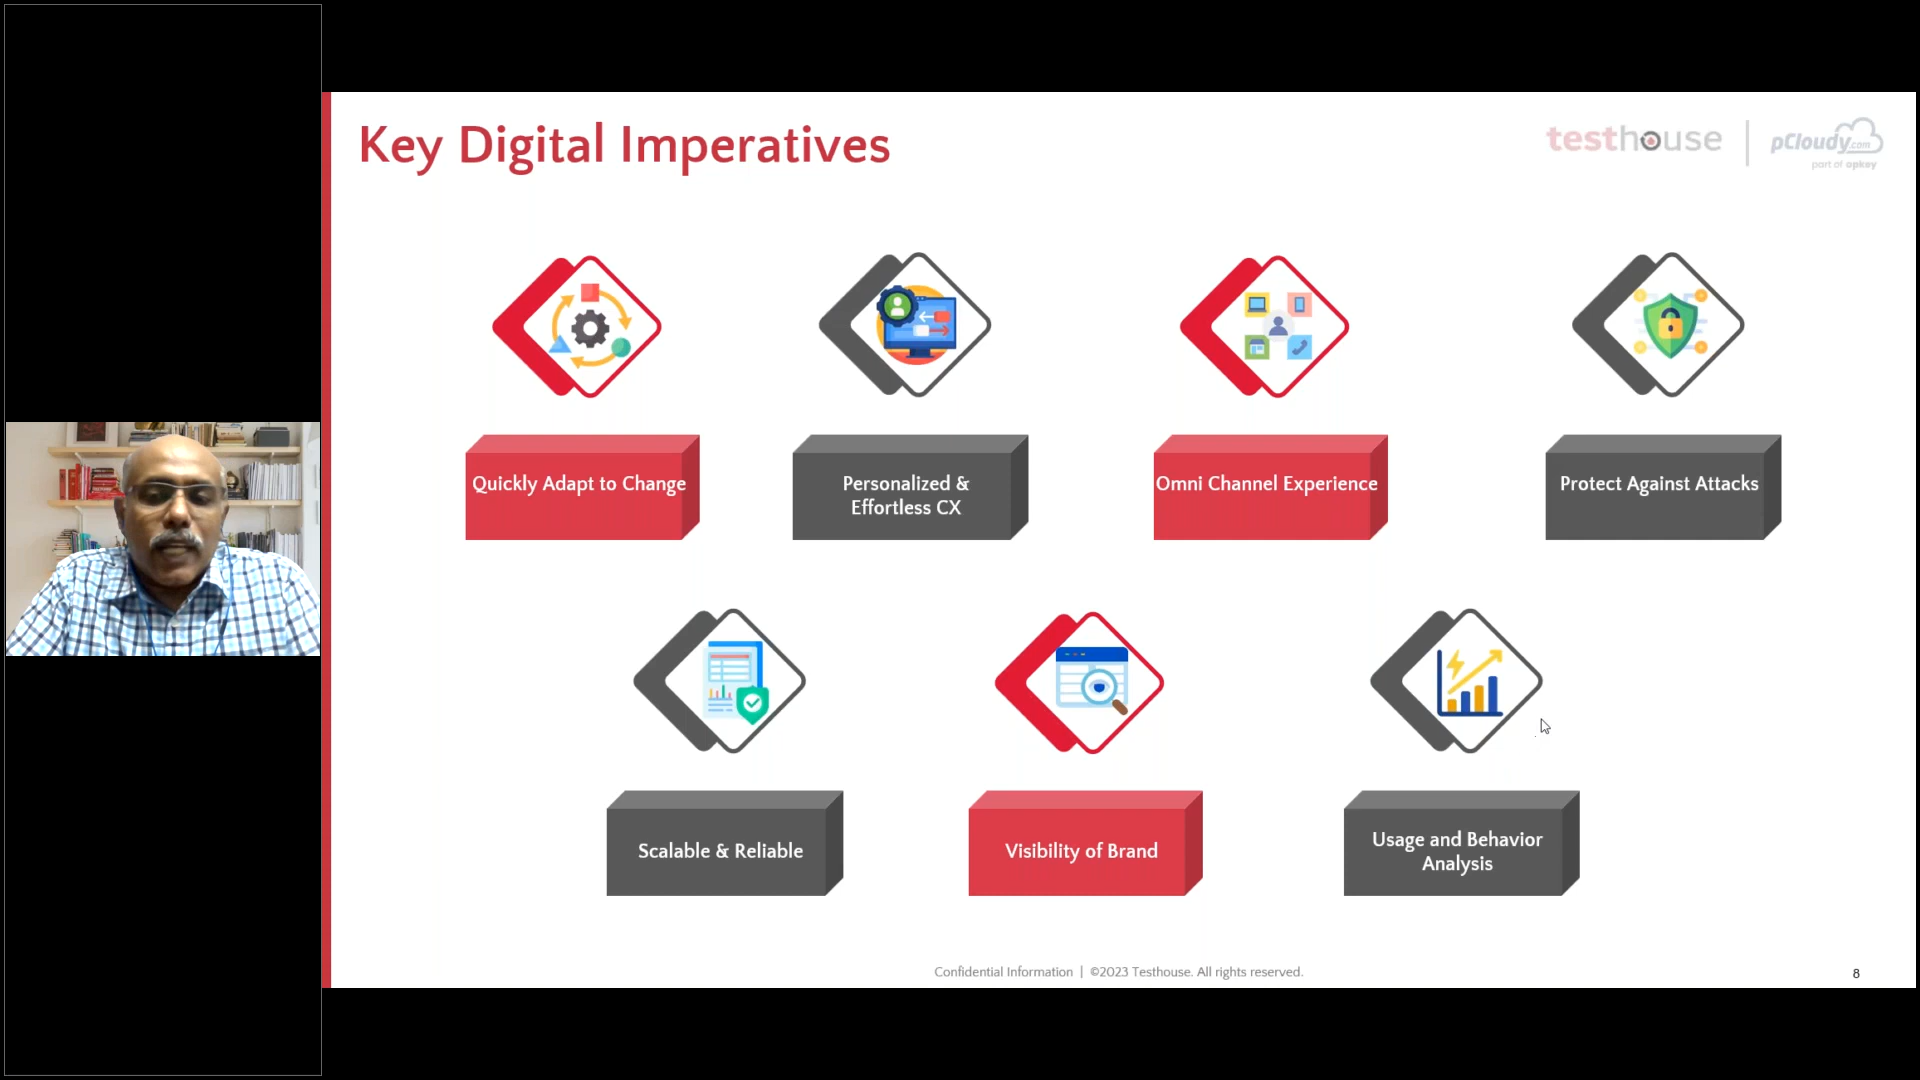 Key Digital Imperatives
testhouse
pCloudy.com
part of opkey
Quickly Adapt to Change
Personalized &
Effortless CX
Omni Channel Experience
Protect Against Attacks
Scalable & Reliable
Visibility of Brand
Usage and Behavior
Analysis
Confidential Information | ©2023 Testhouse. All rights reserved.
8